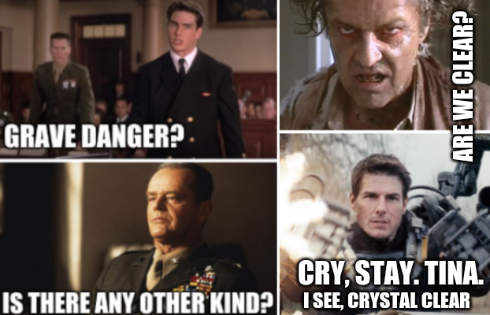 GRAVE DANGER?
IS THERE ANY OTHER KIND?
ARE WE CLEAR?
CRY, STAY. TINA.
I SEE, CRYSTAL CLEAR